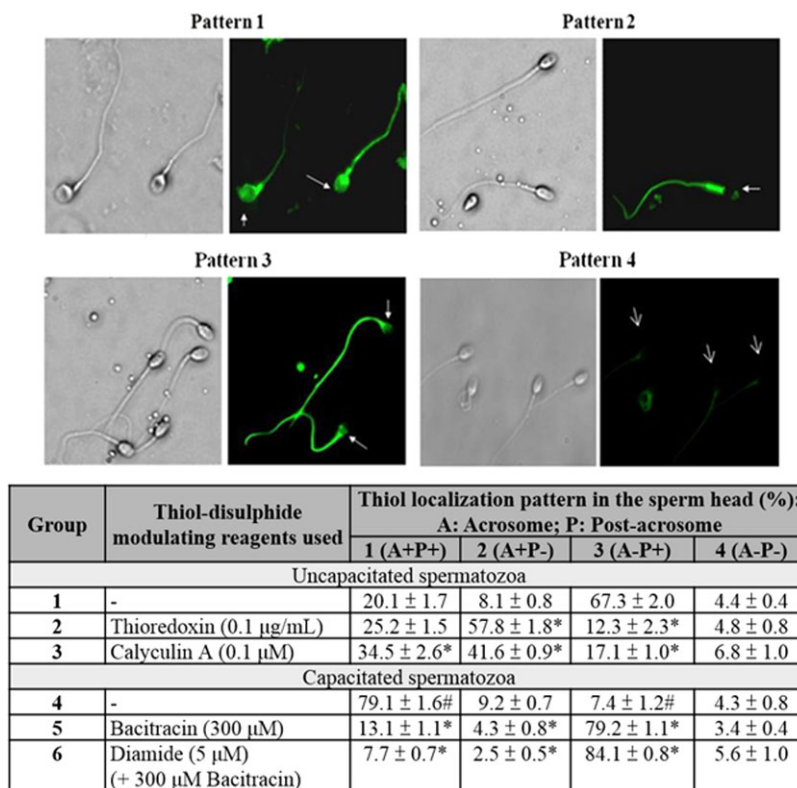 Pattern 1
Pattern 2
Pattern 3
Pattern 4
Group
Thiol-disulphide modulating reagents used
Thiol localization pattern in the sperm head (%):
A: Acrosome; P: Post-acrosome
1 (A+P+) 2 (A+P-) 3 (A-P+) 4 (A-P-)
Uncapacitated spermatozoa
1 - 20.1 ± 1.7 8.1 ± 0.8 67.3 ± 2.0 4.4 ± 0.4
2 Thioredoxin (0.1 µg/mL) 25.2 ± 1.5 57.8 ± 1.8* 12.3 ± 2.3* 4.8 ± 0.8
3 Calyculin A (0.1 µM) 34.5 ± 2.6* 41.6 ± 0.9* 17.1 ± 1.0* 6.8 ± 1.0
Capacitated spermatozoa
4 - 79.1 ± 1.6# 9.2 ± 0.7 7.4 ± 1.2# 4.3 ± 0.8
5 Bacitracin (300 µM) 13.1 ± 1.1* 4.3 ± 0.8* 79.2 ± 1.1* 3.4 ± 0.4
6 Diamide (5 µM) 7.7 ± 0.7* 2.5 ± 0.5* 84.1 ± 0.8* 5.6 ± 1.0
(+ 300 µM Bacitracin)